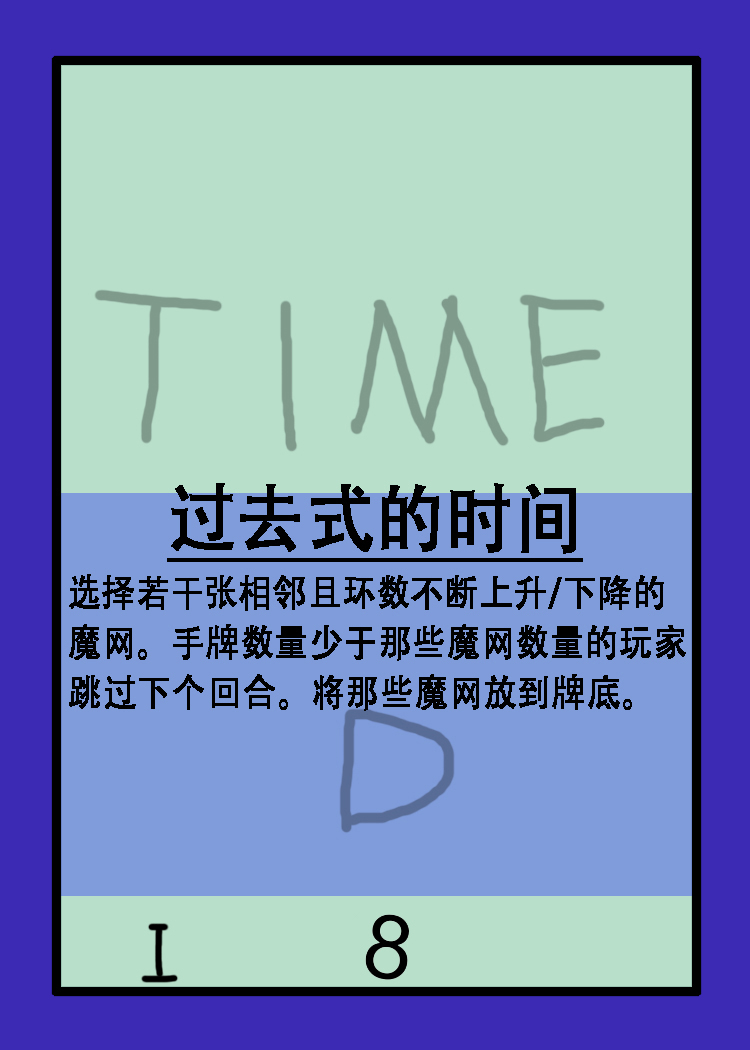 TIME
过去式的时间
选择若干张相邻且环数不断上升/下降的
魔网。手牌数量少于那些魔网数量的玩家
跳过下个回合。将那些魔网放到牌底。
D
I 8